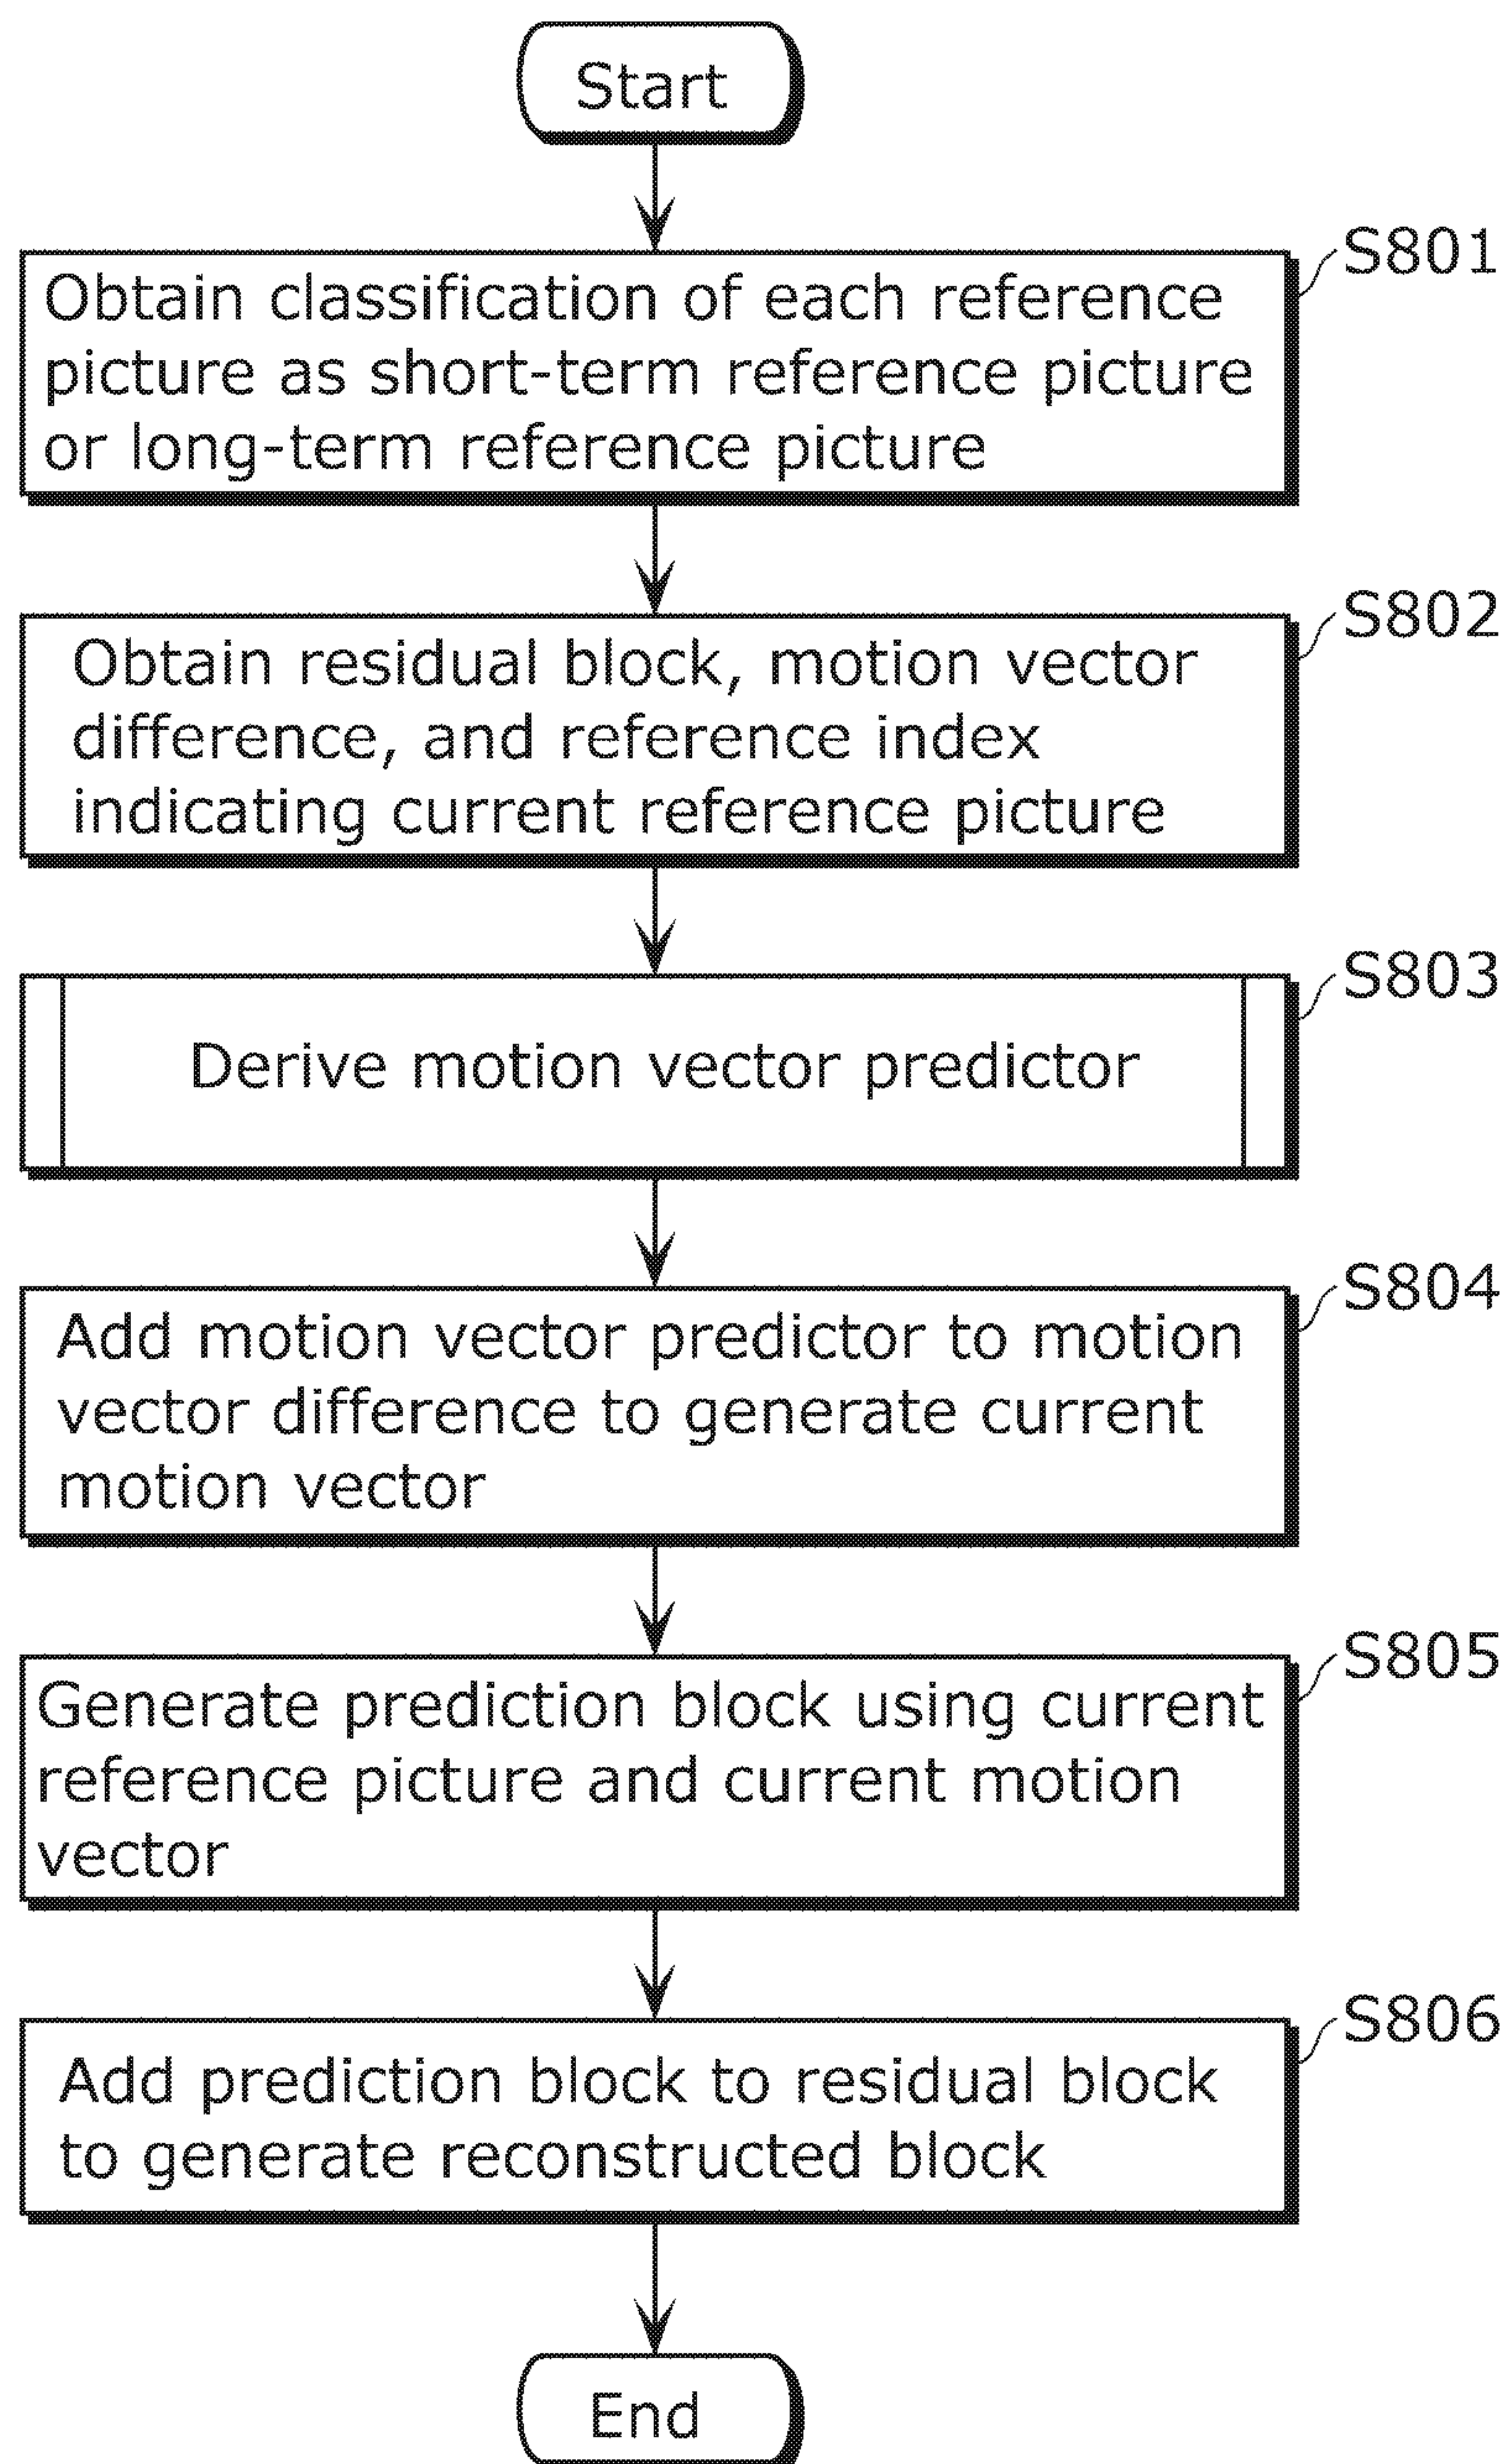 Start
S801
Obtain classification of each reference
picture as short-term reference picture
or long-term reference picture
S802
Obtain residual block, motion vector
difference, and reference index
indicating current reference picture
S803
Derive motion vector predictor
S804
Add motion vector predictor to motion
vector difference to generate current
motion vector
S805
Generate prediction block using current
reference picture and current motion
vector
S806
Add prediction block to residual block
to generate reconstructed block
End